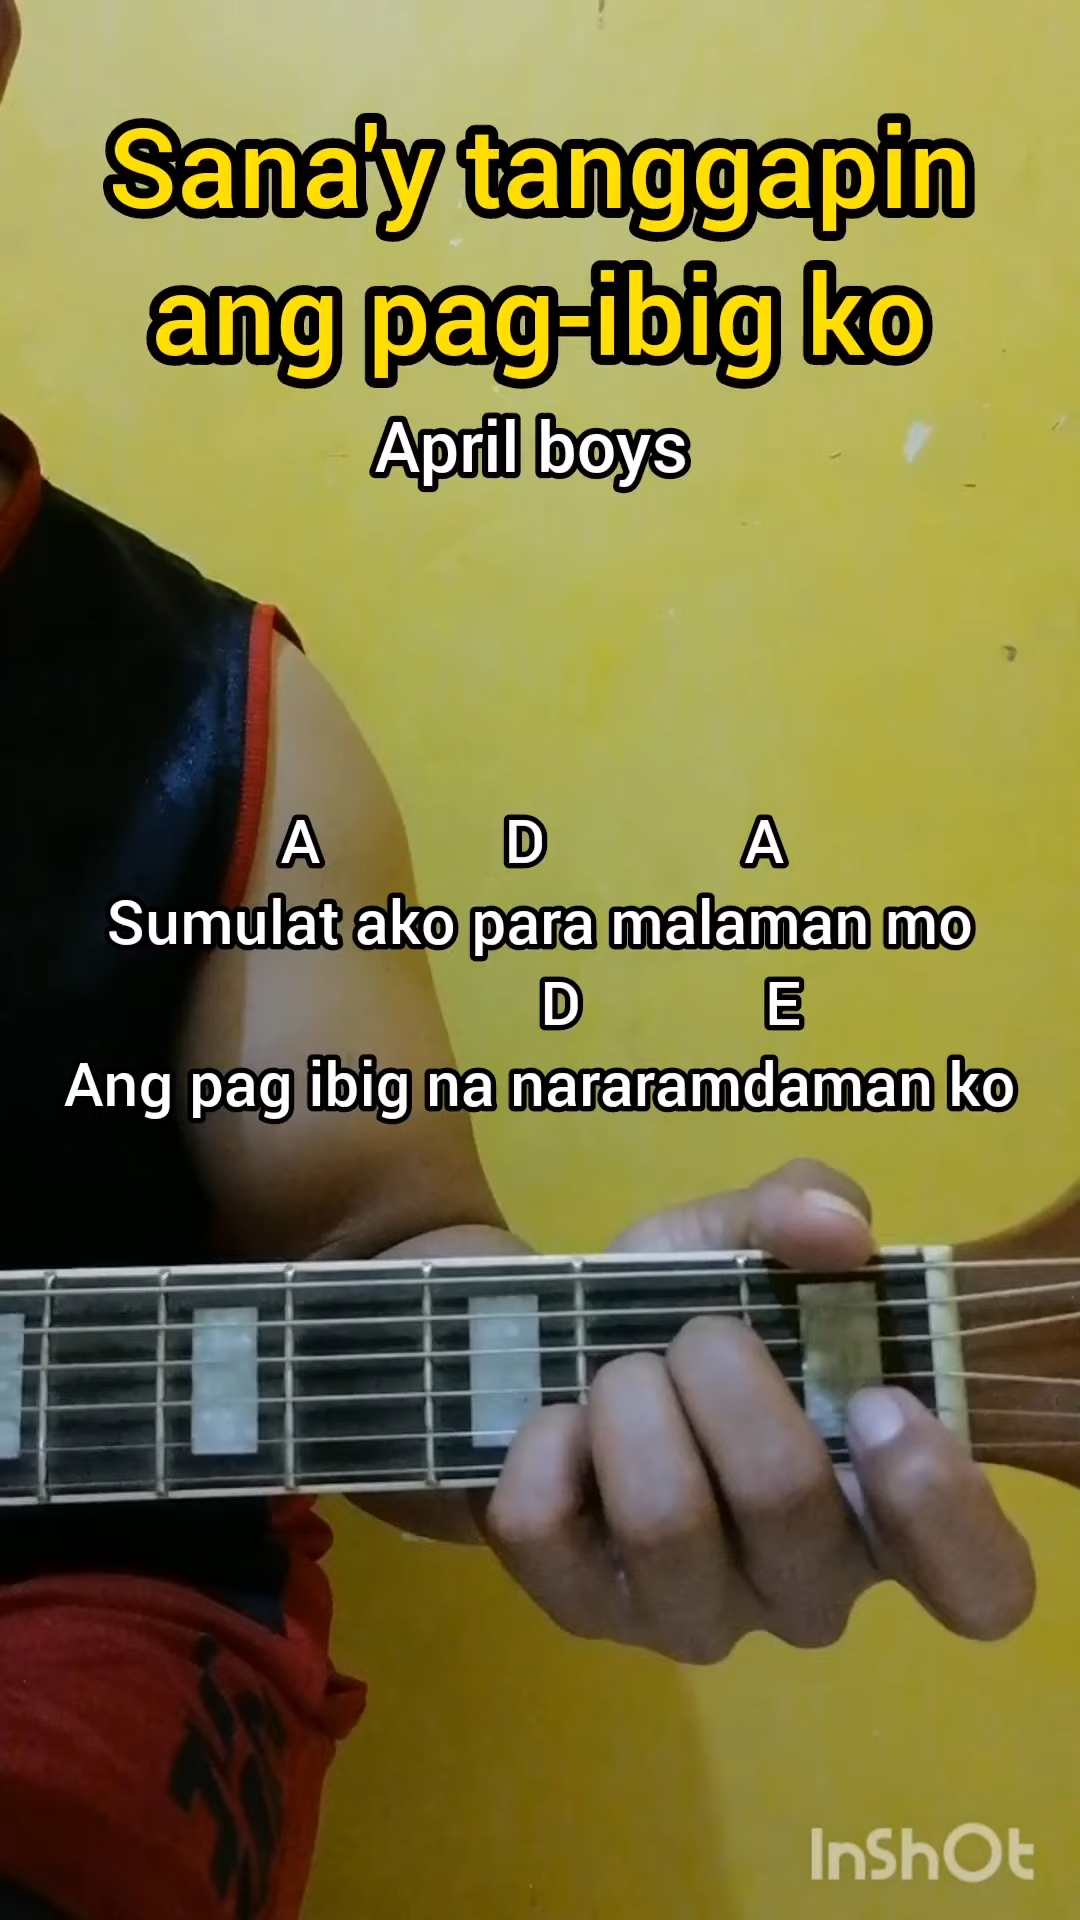 Sana'y tanggapin
ang pag-ibig ko
April boys
A D A
Sumulat ako para malaman mo
D E
Ang pag ibig na nararamdaman ko
InShOt